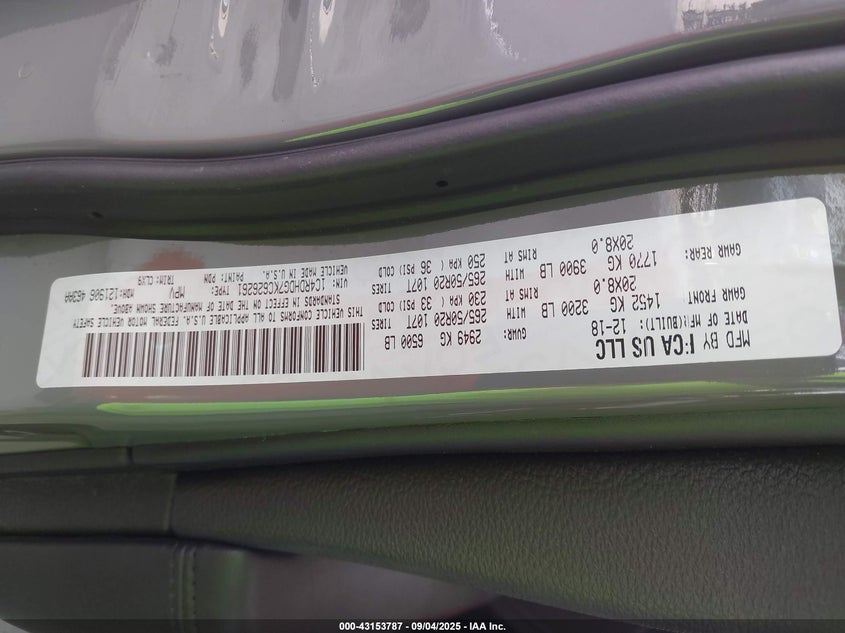 MFD BY FCA US LLC
DATE OF MFR(BUILT): 12-18 GVWR: 2949 KG 6500 LB
GAWR FRONT 1452 KG 3200 LB WITH 265/50R20 107T TIRES
20X8.0 RIMS AT 230 KPA ( 33 PSI) COLD
GAWR REAR: 1770 KG 3900 LB WITH 265/50R20 107T TIRES
20X8.0 RIMS AT 250 KPA ( 36 PSI) COLD
THIS VEHICLE CONFORMS TO ALL APPLICABLE U.S.A. FEDERAL MOTOR VEHICLE SAFETY
STANDARDS IN EFFECT ON THE DATE OF MANUFACTURE SHOWN ABOVE.
VIN: TYPE: MPV MDH:121906 463AA
VEHICLE MADE IN U.S.A. PAINT: PDN TRIM: CLX9
000-43153787 - 09/04/2025 - IAA Inc.